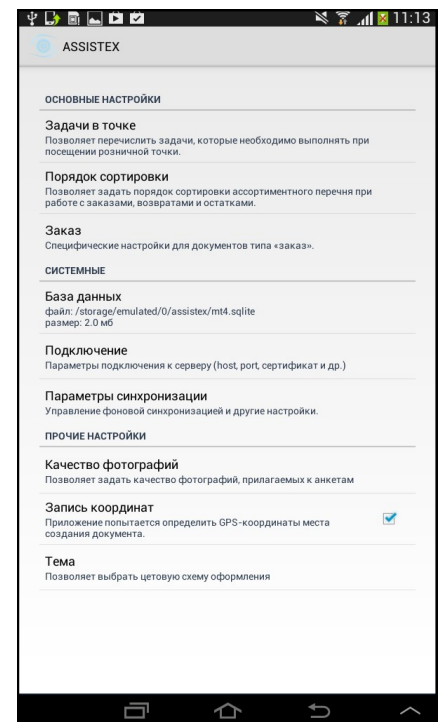 11:13
ASSISTEX
ОСНОВНЫЕ НАСТРОЙКИ
Задачи в точке
Позволяет перечислить задачи, которые необходимо выполнять при
посещении розничной точки.
Порядок сортировки
Позволяет задать порядок сортировки ассортиментного перечня при
работе с заказами, возвратами и остатками.
Заказ
Специфические настройки для документов типа «заказ».
СИСТЕМНЫЕ
База данных
файл: /storage/emulated/0/assistex/mt4.sqlite
размер: 2.0 мб
Подключение
Параметры подключения к серверу (host, port, сертификат и др.)
Параметры синхронизации
Управление фоновой синхронизацией и другие настройки.
ПРОЧИЕ НАСТРОЙКИ
Качество фотографий
Позволяет задать качество фотографий, прилагаемых к анкетам
Запись координат
Приложение попытается определить GPS-координаты места
создания документа.
Тема
Позволяет выбрать цетовую схему оформления